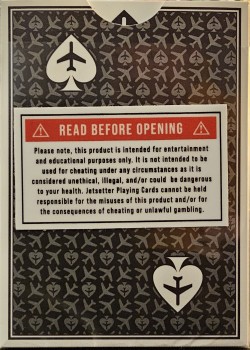 READ BEFORE OPENING
Please note, this product is intended for entertainment
and educational purposes only. It is not intended to be
used for cheating under any circumstances as it is
considered unethical, illegal, and/or could be dangerous
to your health. Jetsetter Playing Cards cannot be held
responsible for the misuses of this product and/or for
the consequences of cheating or unlawful gambling.